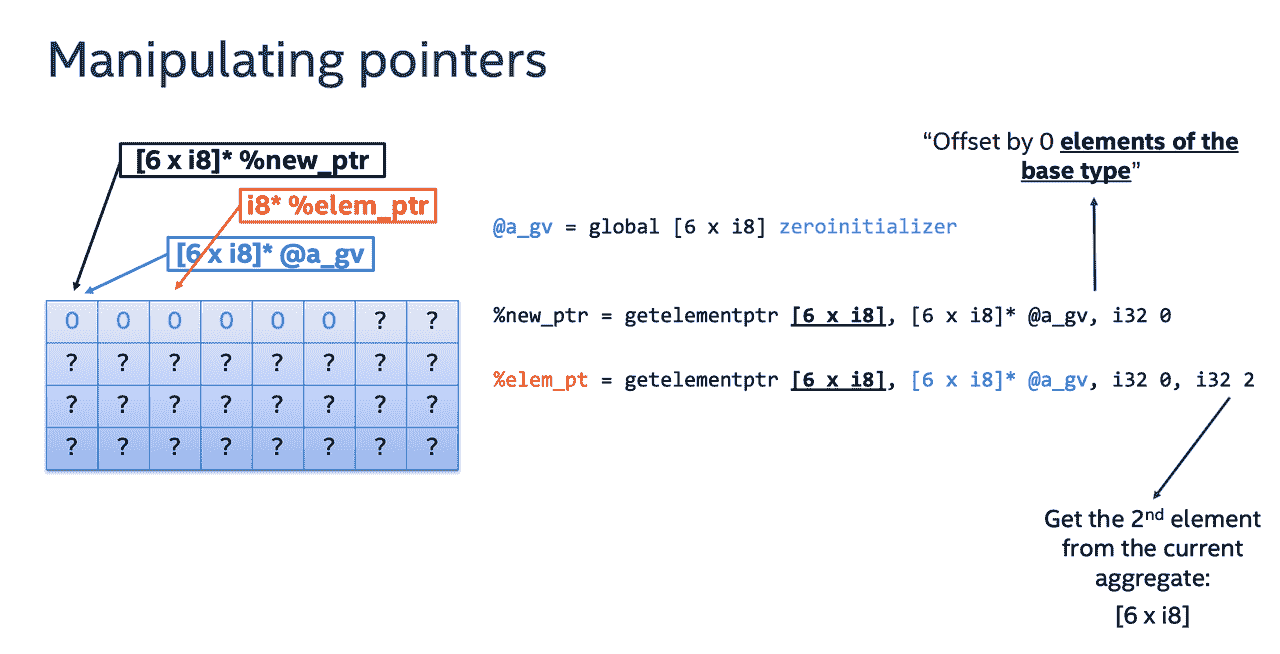 Manipulating pointers
[6 x i8]* %new_ptr
i8* %elem_ptr
[6 x i8]* @a_gv
0 0 0 0 0 0 ? ?
? ? ? ? ? ? ? ?
? ? ? ? ? ? ? ?
? ? ? ? ? ? ? ?
“Offset by 0 elements of the
base type”
@a_gv = global [6 x i8] zeroinitializer
%new_ptr = getelementptr [6 x i8], [6 x i8]* @a_gv, i32 0
%elem_pt = getelementptr [6 x i8], [6 x i8]* @a_gv, i32 0, i32 2
Get the 2nd element
from the current
aggregate:
[6 x i8]